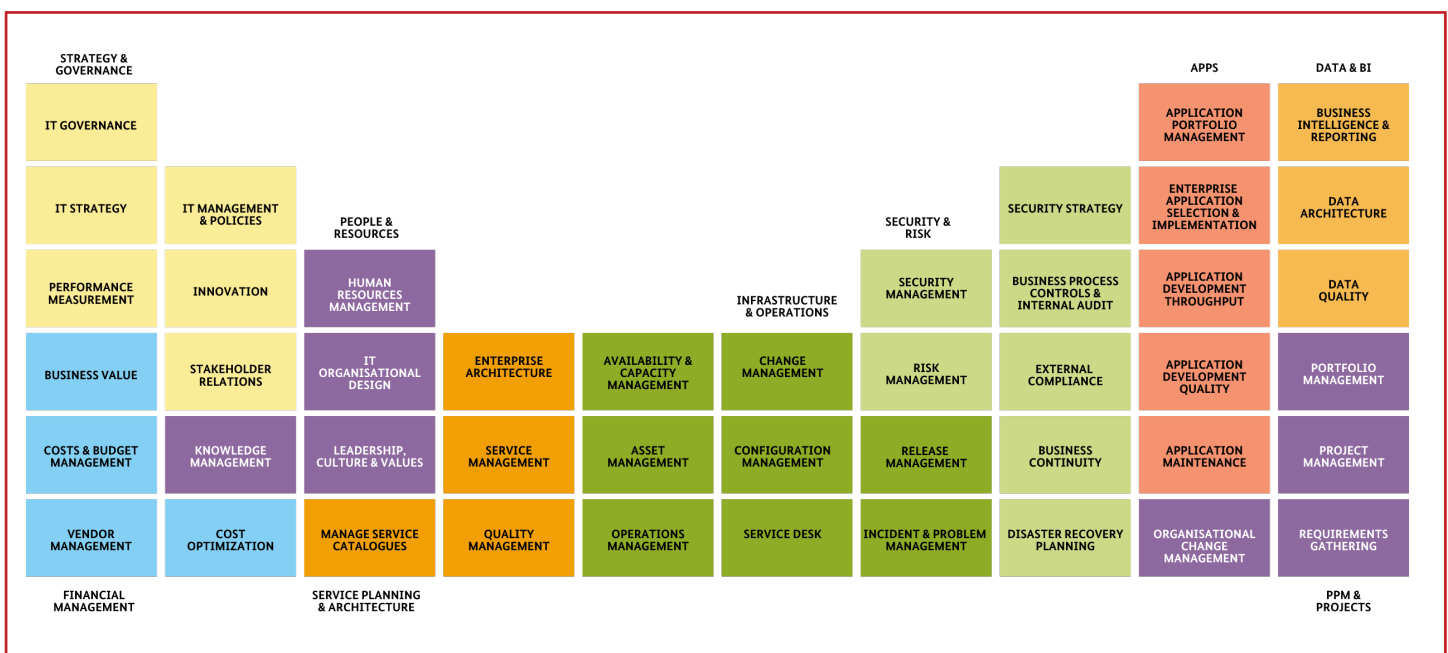 STRATEGY &
GOVERNANCE
APPS
DATA & BI
IT GOVERNANCE
APPLICATION
PORTFOLIO
MANAGEMENT
BUSINESS
INTELLIGENCE &
REPORTING
IT STRATEGY
IT MANAGEMENT
& POLICIES
PEOPLE &
RESOURCES
SECURITY &
RISK
SECURITY STRATEGY
ENTERPRISE
APPLICATION
SELECTION &
IMPLEMENTATION
DATA
ARCHITECTURE
PERFORMANCE
MEASUREMENT
INNOVATION
HUMAN
RESOURCES
MANAGEMENT
INFRASTRUCTURE
& OPERATIONS
SECURITY
MANAGEMENT
BUSINESS PROCESS
CONTROLS &
INTERNAL AUDIT
APPLICATION
DEVELOPMENT
THROUGHPUT
DATA
QUALITY
BUSINESS VALUE
STAKEHOLDER
RELATIONS
IT
ORGANISATIONAL
DESIGN
ENTERPRISE
ARCHITECTURE
AVAILABILITY &
CAPACITY
MANAGEMENT
CHANGE
MANAGEMENT
RISK
MANAGEMENT
EXTERNAL
COMPLIANCE
APPLICATION
DEVELOPMENT
QUALITY
PORTFOLIO
MANAGEMENT
COSTS & BUDGET
MANAGEMENT
KNOWLEDGE
MANAGEMENT
LEADERSHIP,
CULTURE & VALUES
SERVICE
MANAGEMENT
ASSET
MANAGEMENT
CONFIGURATION
MANAGEMENT
RELEASE
MANAGEMENT
BUSINESS
CONTINUITY
APPLICATION
MAINTENANCE
PROJECT
MANAGEMENT
VENDOR
MANAGEMENT
COST
OPTIMIZATION
MANAGE SERVICE
CATALOGUES
QUALITY
MANAGEMENT
OPERATIONS
MANAGEMENT
SERVICE DESK
INCIDENT & PROBLEM
MANAGEMENT
DISASTER RECOVERY
PLANNING
ORGANISATIONAL
CHANGE
MANAGEMENT
REQUIREMENTS
GATHERING
FINANCIAL
MANAGEMENT
SERVICE PLANNING
& ARCHITECTURE
PPM &
PROJECTS